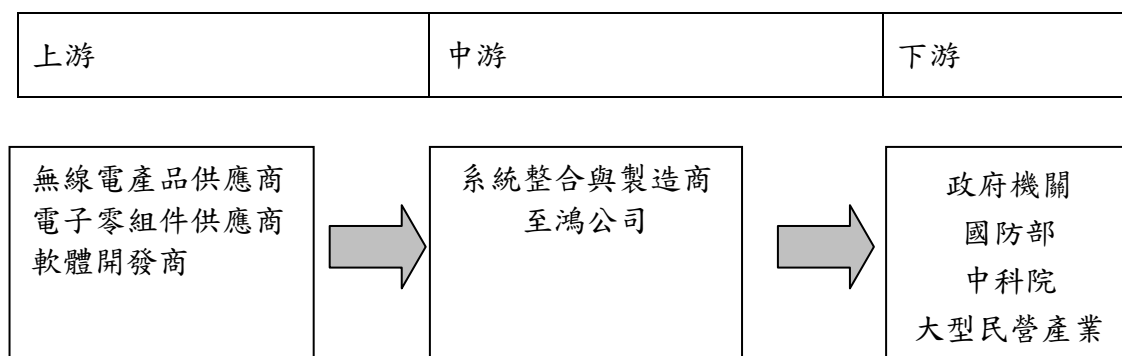 上游
中游
下游
無線電產品供應商
電子零組件供應商
軟體開發商
系統整合與製造商
至鴻公司
政府機關
國防部
中科院
大型民營產業